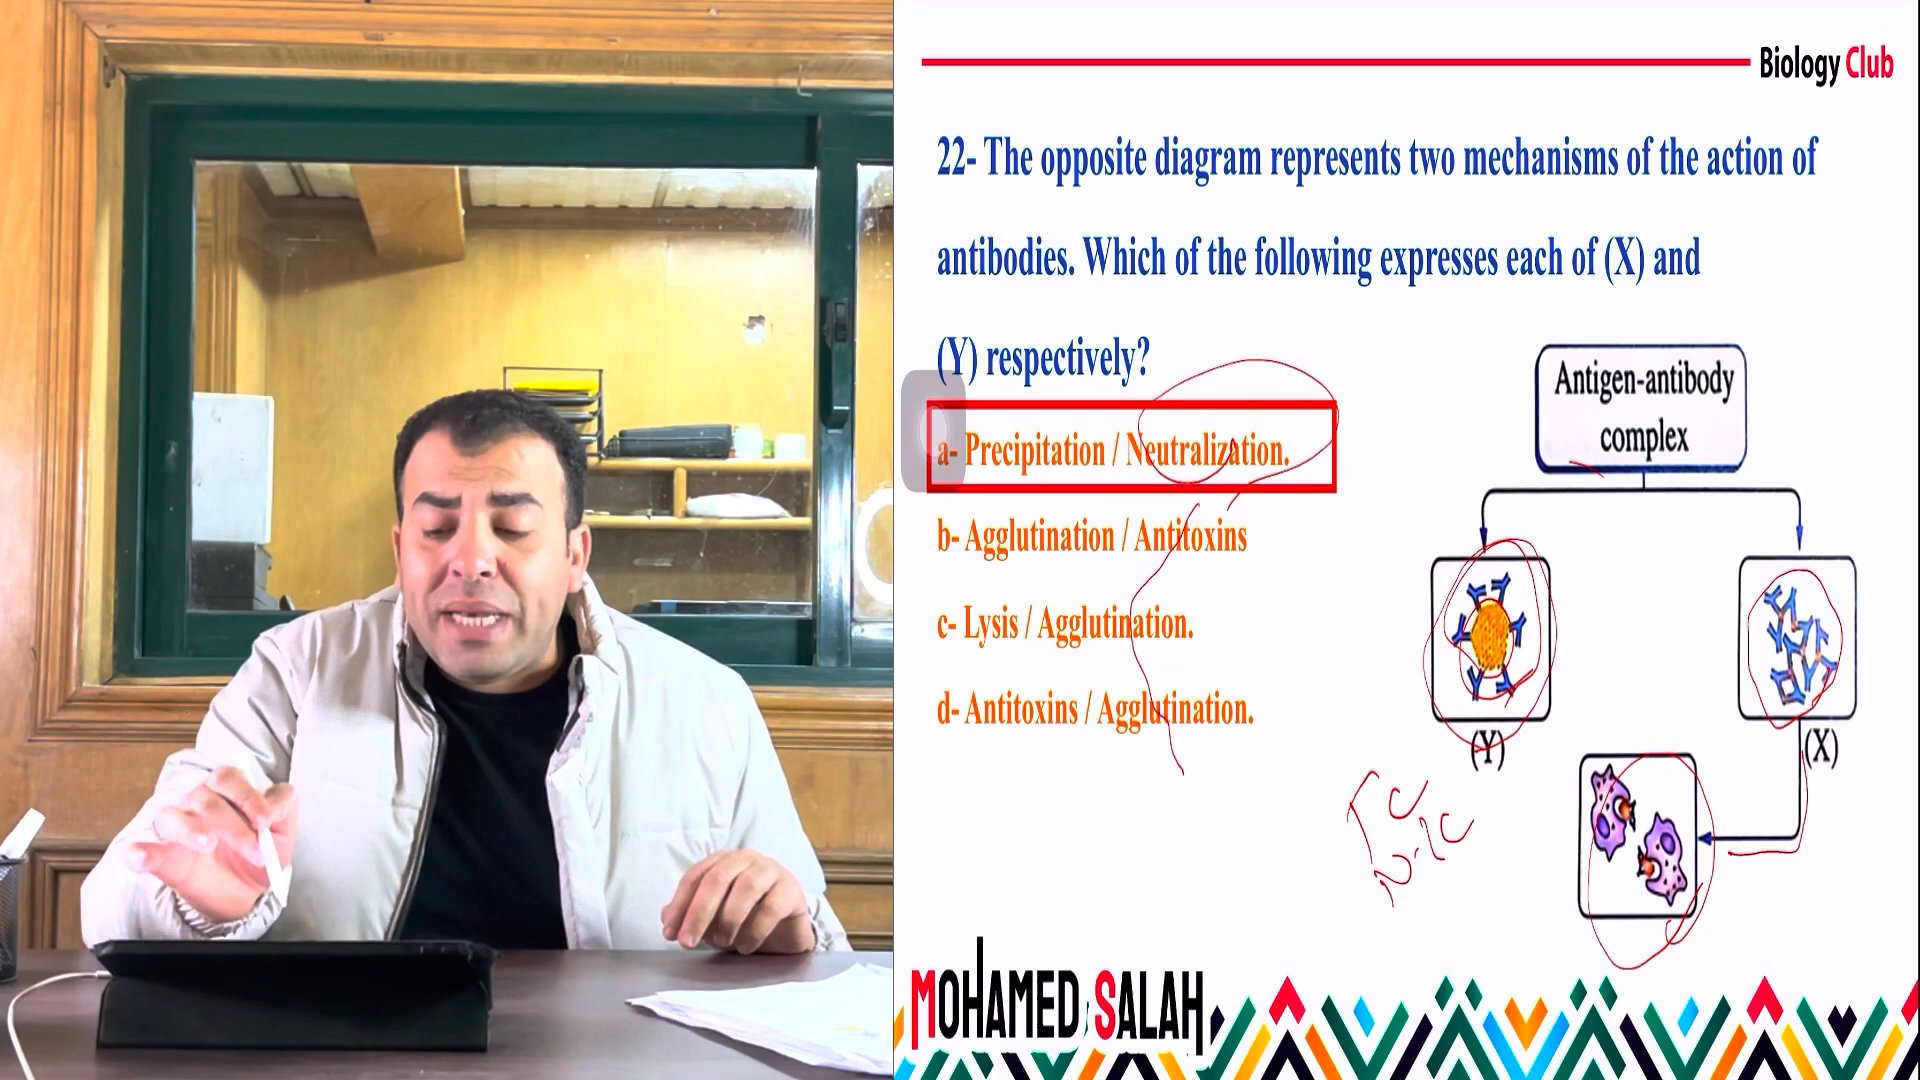 Biology Club
22- The opposite diagram represents two mechanisms of the action of
antibodies. Which of the following expresses each of (X) and
(Y) respectively?
a- Precipitation / Neutralization.
b- Agglutination / Antitoxins
c- Lysis / Agglutination.
d- Antitoxins / Agglutination.
Antigen-antibody
complex
(Y)
(X)
MOHAMED SALAH